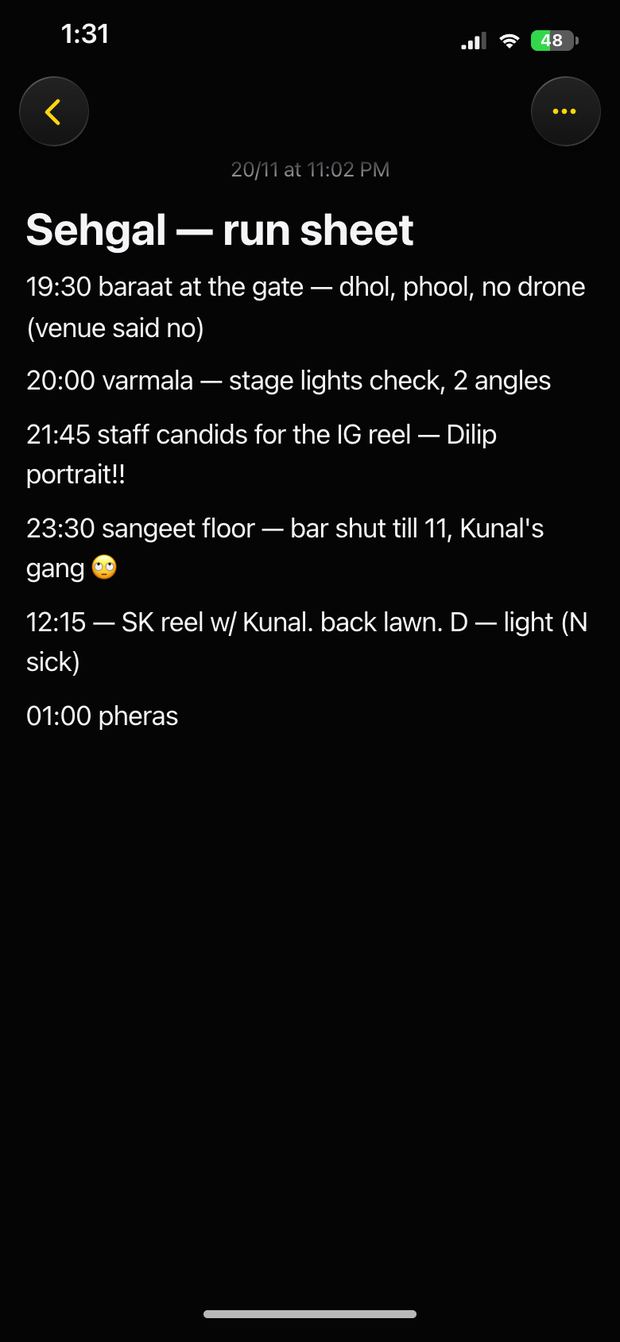 1:31
48
20/11 at 11:02 PM
Sehgal — run sheet
19:30 baraat at the gate — dhol, phool, no drone
(venue said no)
20:00 varmala — stage lights check, 2 angles
21:45 staff candids for the IG reel — Dilip
portrait!!
23:30 sangeet floor — bar shut till 11, Kunal's
gang 🙄
12:15 — SK reel w/ Kunal. back lawn. D — light (N
sick)
01:00 pheras